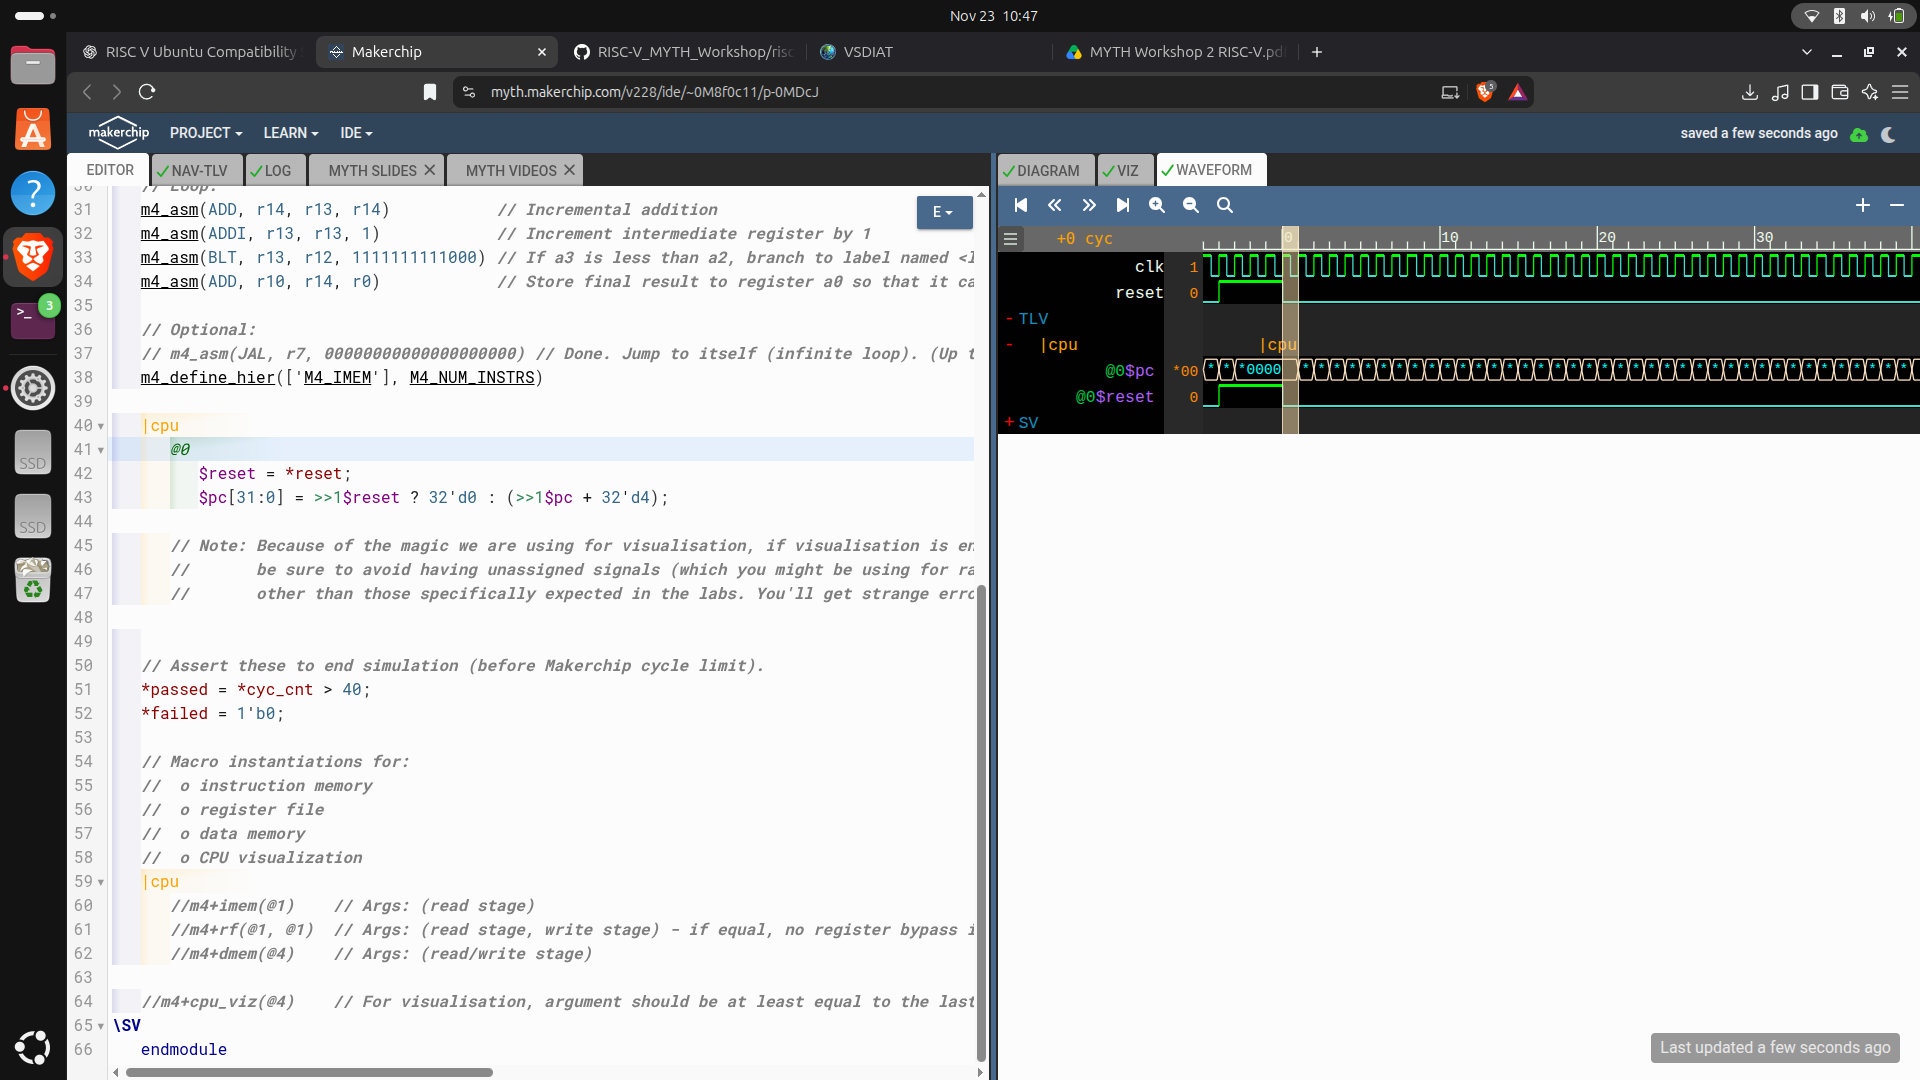 Nov 23 10:47
RISC V Ubuntu Compatibility
Makerchip
RISC-V_MYTH_Workshop/risc
VSDIAT
MYTH Workshop 2 RISC-V.pd
myth.makerchip.com/v228/ide/~0M8f0c11/p-0MDcJ
5
makerchip
PROJECT
LEARN
IDE
saved a few seconds ago
EDITOR
NAV-TLV
LOG
MYTH SLIDES
MYTH VIDEOS
DIAGRAM
VIZ
WAVEFORM
E
30 // Loop:
31 m4_asm(ADD, r14, r13, r14) // Incremental addition
32 m4_asm(ADDI, r13, r13, 1) // Increment intermediate register by 1
33 m4_asm(BLT, r13, r12, 1111111111000) // If a3 is less than a2, branch to label named <l
34 m4_asm(ADD, r10, r14, r0) // Store final result to register a0 so that it ca
35
36 // Optional:
37 // m4_asm(JAL, r7, 00000000000000000000) // Done. Jump to itself (infinite loop). (Up t
38 m4_define_hier(['M4_IMEM'], M4_NUM_INSTRS)
39
40 |cpu
41 @0
42 $reset = *reset;
43 $pc[31:0] = >>1$reset ? 32'd0 : (>>1$pc + 32'd4);
44
45 // Note: Because of the magic we are using for visualisation, if visualisation is en
46 // be sure to avoid having unassigned signals (which you might be using for ra
47 // other than those specifically expected in the labs. You'll get strange erro
48
49
50 // Assert these to end simulation (before Makerchip cycle limit).
51 *passed = *cyc_cnt > 40;
52 *failed = 1'b0;
53
54 // Macro instantiations for:
55 // o instruction memory
56 // o register file
57 // o data memory
58 // o CPU visualization
59 |cpu
60 //m4+imem(@1) // Args: (read stage)
61 //m4+rf(@1, @1) // Args: (read stage, write stage) - if equal, no register bypass i
62 //m4+dmem(@4) // Args: (read/write stage)
63
64 //m4+cpu_viz(@4) // For visualisation, argument should be at least equal to the last
65 \SV
66 endmodule
+0 cyc
0 10 20 30
clk 1
reset 0
- TLV
- |cpu |cpu
@0$pc *00 * * *0000 * * * * * * * * * * * * * * * * * * * * * * * * * * * * * * * * * * * * * * *
@0$reset 0
+ SV
Last updated a few seconds ago
3
SSD
SSD